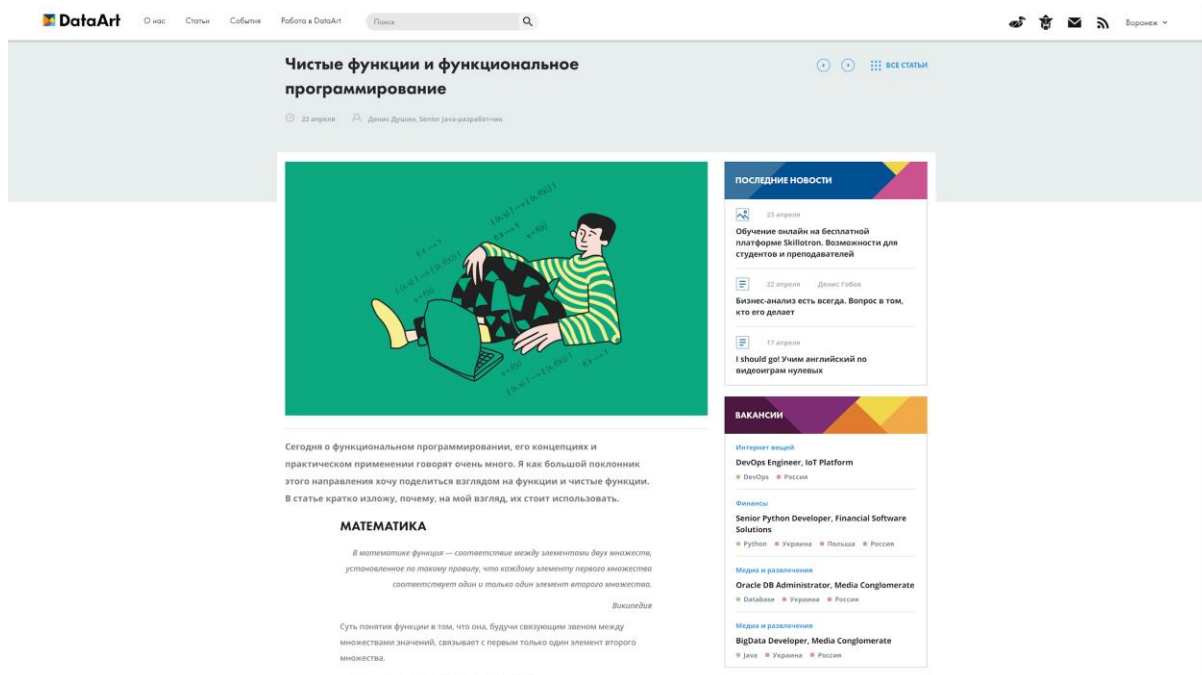 DataArt
О нас Статьи События Работа в DataArt Поиск
Воронеж
Чистые функции и функциональное
программирование
ВСЕ СТАТЬИ
22 апреля Денис Душин, Senior Java-разработчик
Сегодня о функциональном программировании, его концепциях и
практическом применении говорят очень много. Я как большой поклонник
этого направления хочу поделиться взглядом на функции и чистые функции.
В статье кратко изложу, почему, на мой взгляд, их стоит использовать.
МАТЕМАТИКА
В математике функция — соответствие между элементами двух множеств,
установленное по такому правилу, что каждому элементу первого множества
соответствует один и только один элемент второго множества.
Википедия
Суть понятия функции в том, что она, будучи связующим звеном между
множествами значений, связывает с первым только один элемент второго
множества.
ПОСЛЕДНИЕ НОВОСТИ
23 апреля
Обучение онлайн на бесплатной
платформе Skillotron. Возможности для
студентов и преподавателей
22 апреля Денис Гобов
Бизнес-анализ есть всегда. Вопрос в том,
кто его делает
17 апреля
I should go! Учим английский по
видеоиграм нулевых
ВАКАНСИИ
Интернет вещей
DevOps Engineer, IoT Platform
DevOps Россия
Финансы
Senior Python Developer, Financial Software
Solutions
Python Украина Польша Россия
Медиа и развлечения
Oracle DB Administrator, Media Conglomerate
Database Украина Россия
Медиа и развлечения
BigData Developer, Media Conglomerate
Java Украина Россия